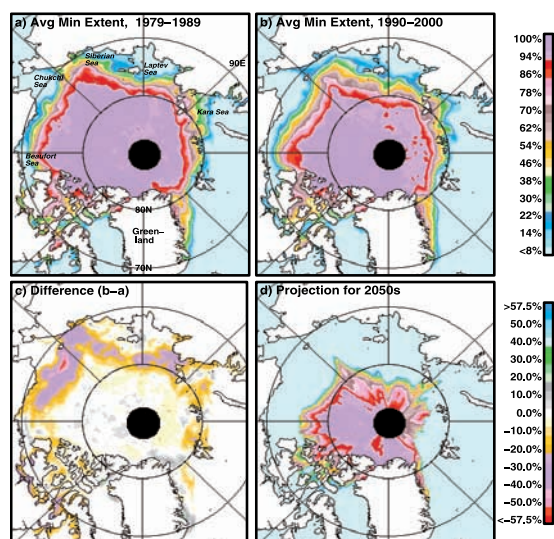 a) Avg Min Extent, 1979–1989
Siberian
Sea
Laptev
Sea
90E
Chukchi
Sea
Kara Sea
Beaufort
Sea
80N
Green-
land
70N
b) Avg Min Extent, 1990–2000
100%
94%
86%
78%
70%
62%
54%
46%
38%
30%
22%
14%
<8%
c) Difference (b–a)
d) Projection for 2050s
>57.5%
50.0%
40.0%
30.0%
20.0%
10.0%
0.0%
−10.0%
−20.0%
−30.0%
−40.0%
−50.0%
<−57.5%